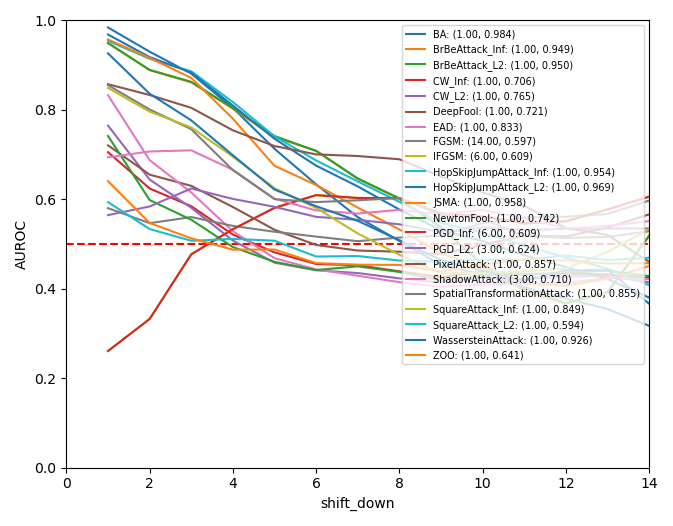 1.0
0.8
0.6
0.4
0.2
0.0
AUROC
0
2
4
6
8
10
12
14
shift_down
BA: (1.00, 0.984)
BrBeAttack_Inf: (1.00, 0.949)
BrBeAttack_L2: (1.00, 0.950)
CW_Inf: (1.00, 0.706)
CW_L2: (1.00, 0.765)
DeepFool: (1.00, 0.721)
EAD: (1.00, 0.833)
FGSM: (14.00, 0.597)
IFGSM: (6.00, 0.609)
HopSkipJumpAttack_Inf: (1.00, 0.954)
HopSkipJumpAttack_L2: (1.00, 0.969)
JSMA: (1.00, 0.958)
NewtonFool: (1.00, 0.742)
PGD_Inf: (6.00, 0.609)
PGD_L2: (3.00, 0.624)
PixelAttack: (1.00, 0.857)
ShadowAttack: (3.00, 0.710)
SpatialTransformationAttack: (1.00, 0.855)
SquareAttack_Inf: (1.00, 0.849)
SquareAttack_L2: (1.00, 0.594)
WassersteinAttack: (1.00, 0.926)
ZOO: (1.00, 0.641)